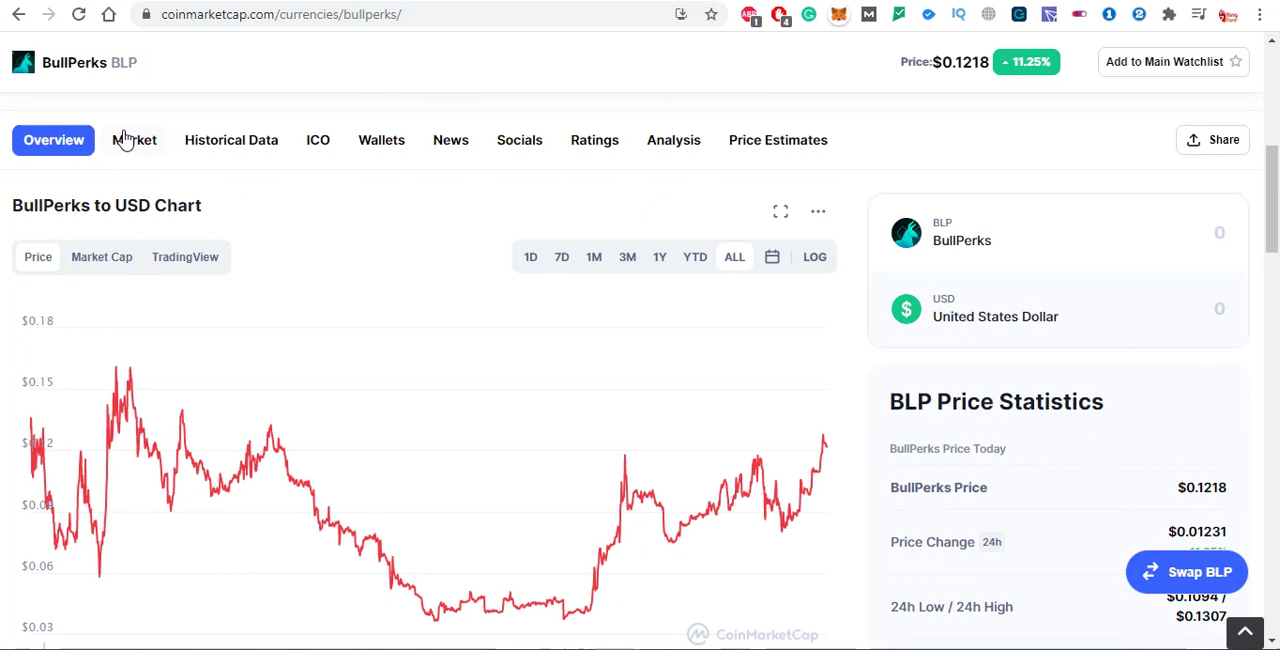 coinmarketcap.com/currencies/bullperks/
1
4
BullPerks BLP
Price:$0.1218
11.25%
Add to Main Watchlist
Overview
Market
Historical Data
ICO
Wallets
News
Socials
Ratings
Analysis
Price Estimates
Share
BullPerks to USD Chart
Price
Market Cap
TradingView
1D
7D
1M
3M
1Y
YTD
ALL
LOG
$0.18
$0.15
$0.06
$0.03
CoinMarketCap
BLP
BullPerks
0
USD
United States Dollar
0
BLP Price Statistics
BullPerks Price Today
BullPerks Price
$0.1218
Price Change 24h
$0.01231
Swap BLP
24h Low / 24h High
$0.1094 /
$0.1307